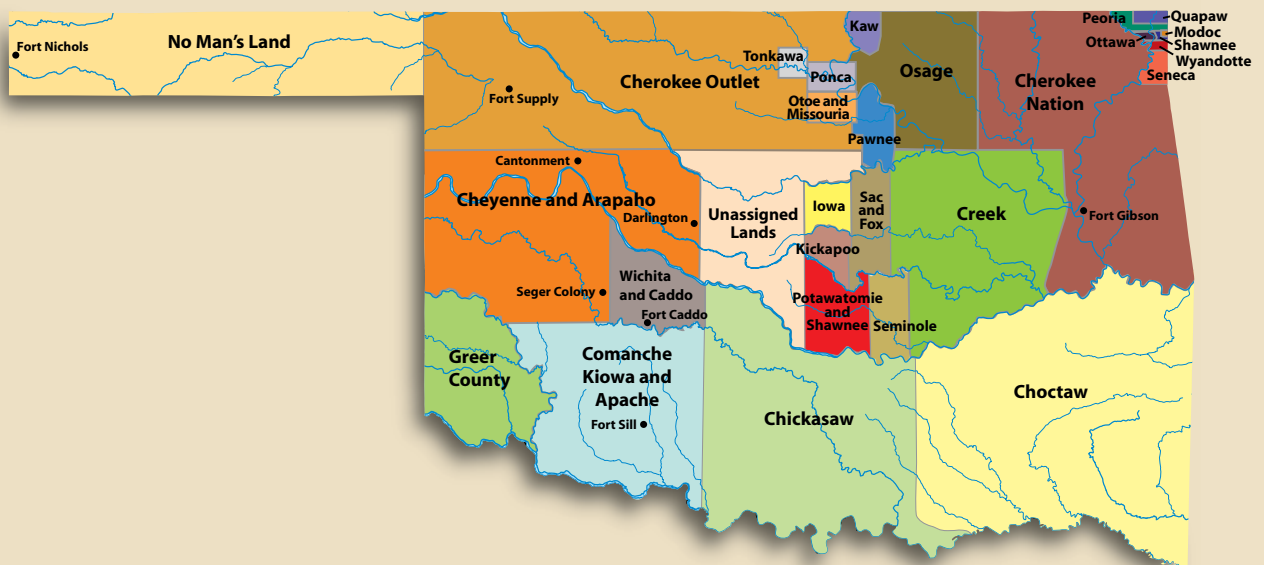 Fort Nichols
No Man's Land
Kaw
Peoria
Quapaw
Modoc
Ottawa
Shawnee
Wyandotte
Seneca
Tonkawa
Ponca
Cherokee Outlet
Osage
Cherokee
Nation
Fort Supply
Otoe and
Missouria
Pawnee
Cantonment
Cheyenne and Arapaho
Darlington
Unassigned
Lands
Iowa
Sac
and
Fox
Creek
Fort Gibson
Kickapoo
Wichita
and Caddo
Seger Colony
Fort Caddo
Potawatomie
and
Shawnee
Seminole
Greer
County
Comanche
Kiowa and
Apache
Fort Sill
Chickasaw
Choctaw